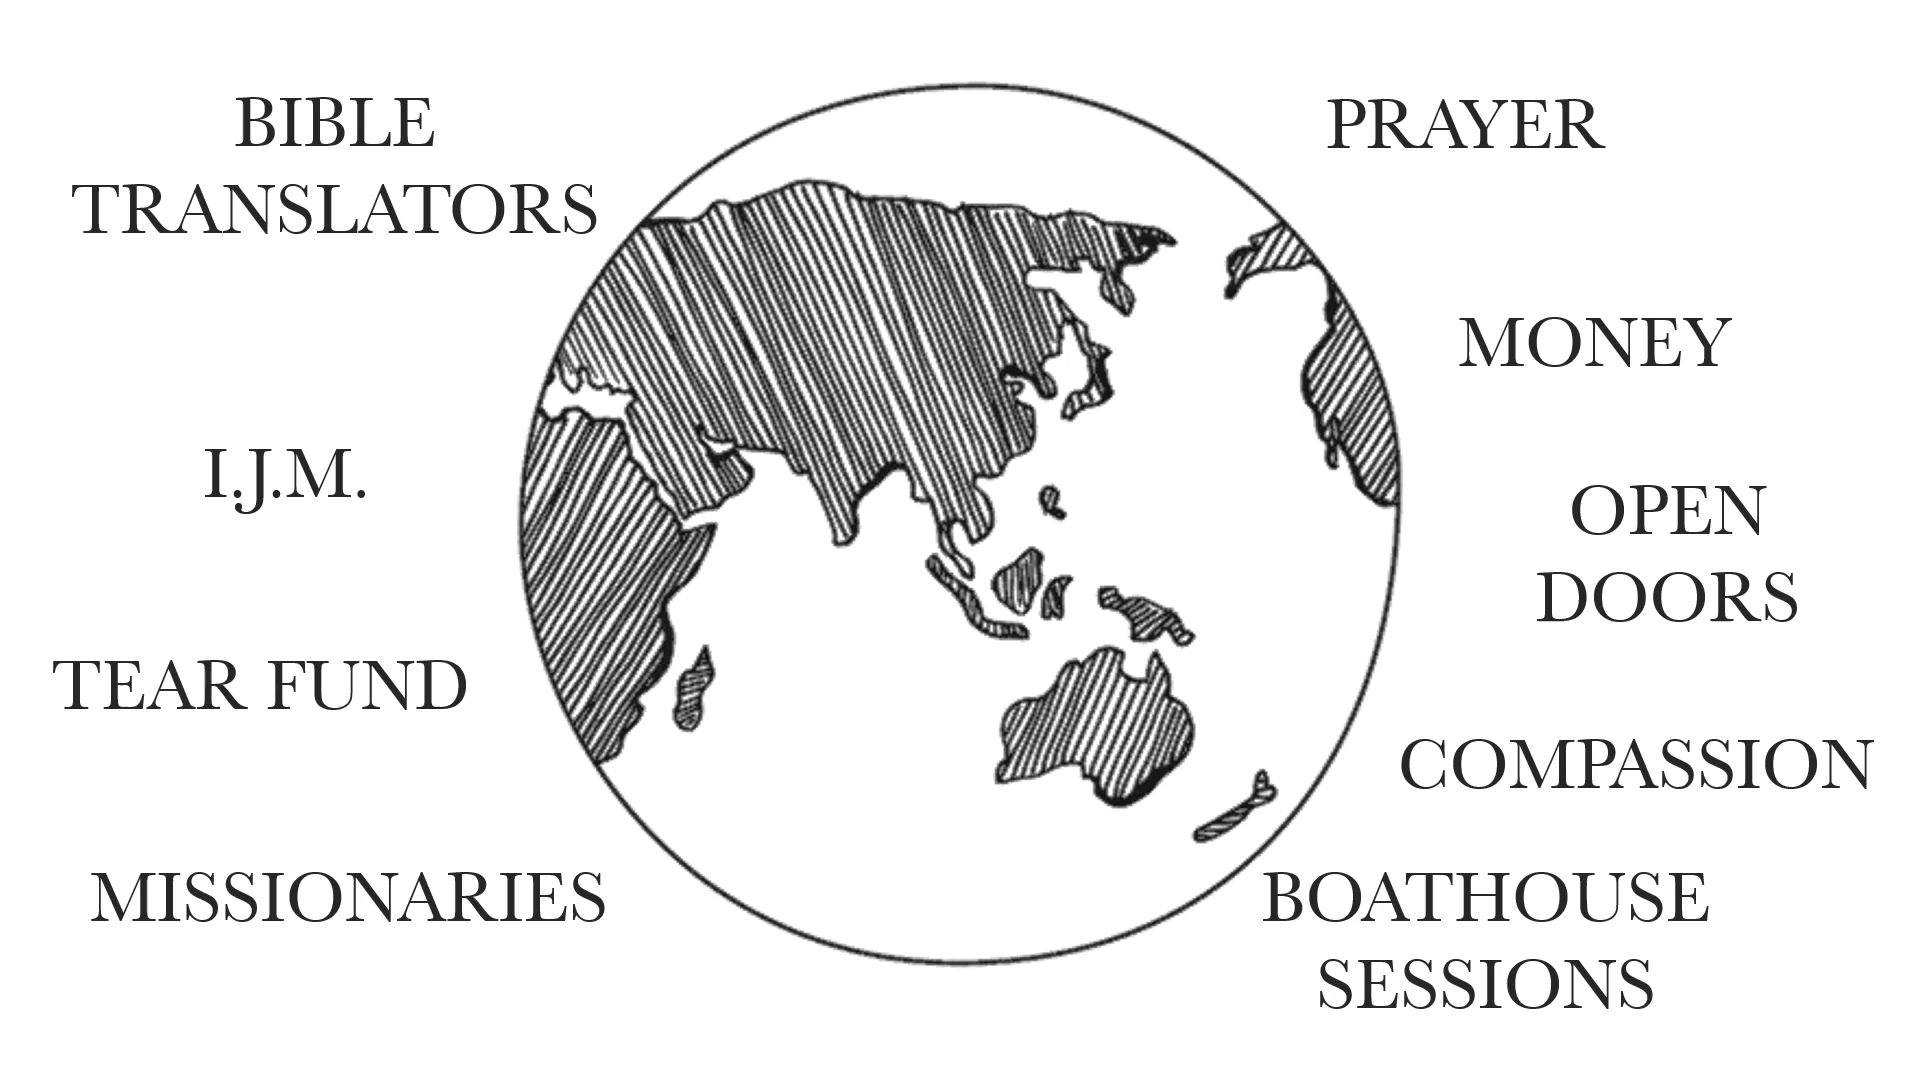 BIBLE
TRANSLATORS
I.J.M.
TEAR FUND
MISSIONARIES
PRAYER
MONEY
OPEN
DOORS
COMPASSION
BOATHOUSE
SESSIONS